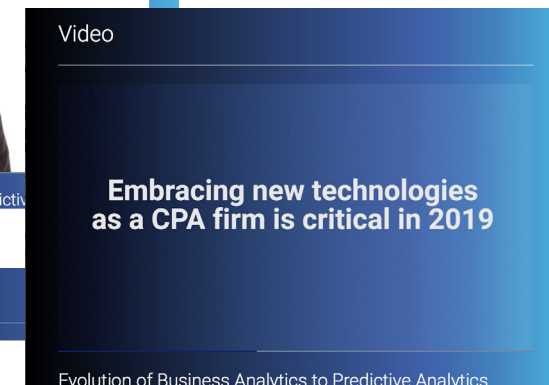 Video
Embracing new technologies
as a CPA firm is critical in 2019
Evolution of Business Analytics to Predictive Analytics